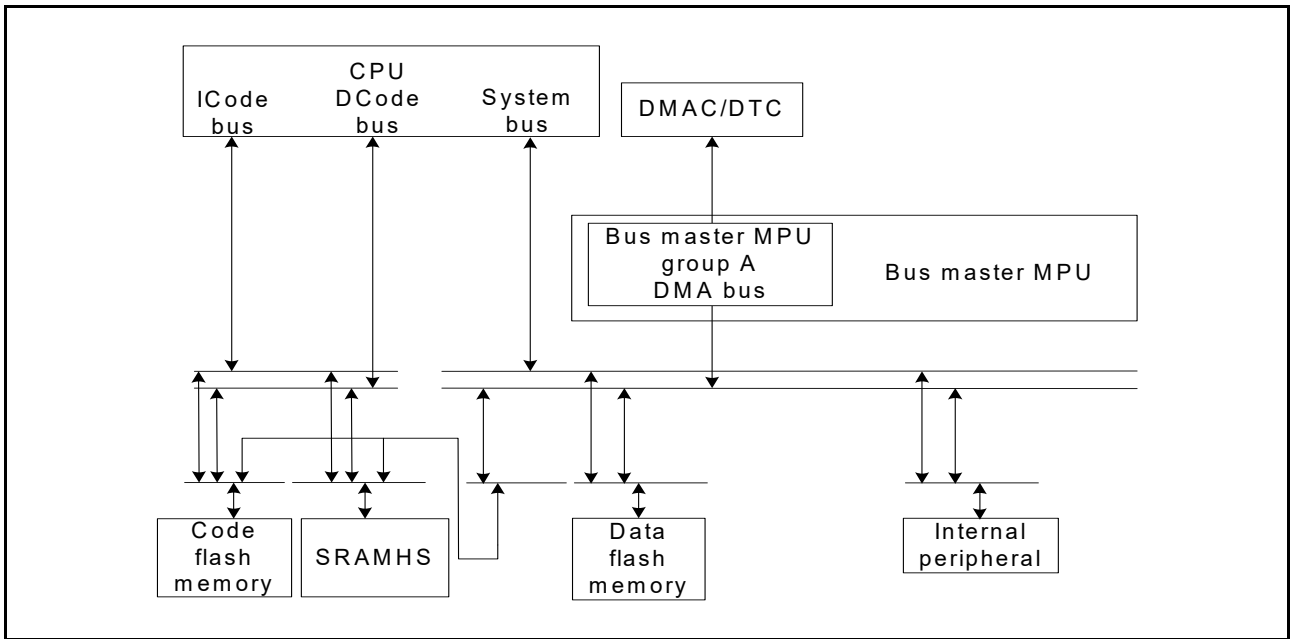 CPU
ICode
bus
DCode
bus
System
bus
DMAC/DTC
Bus master MPU
group A
DMA bus
Bus master MPU
Code
flash
memory
SRAMHS
Data
flash
memory
Internal
peripheral